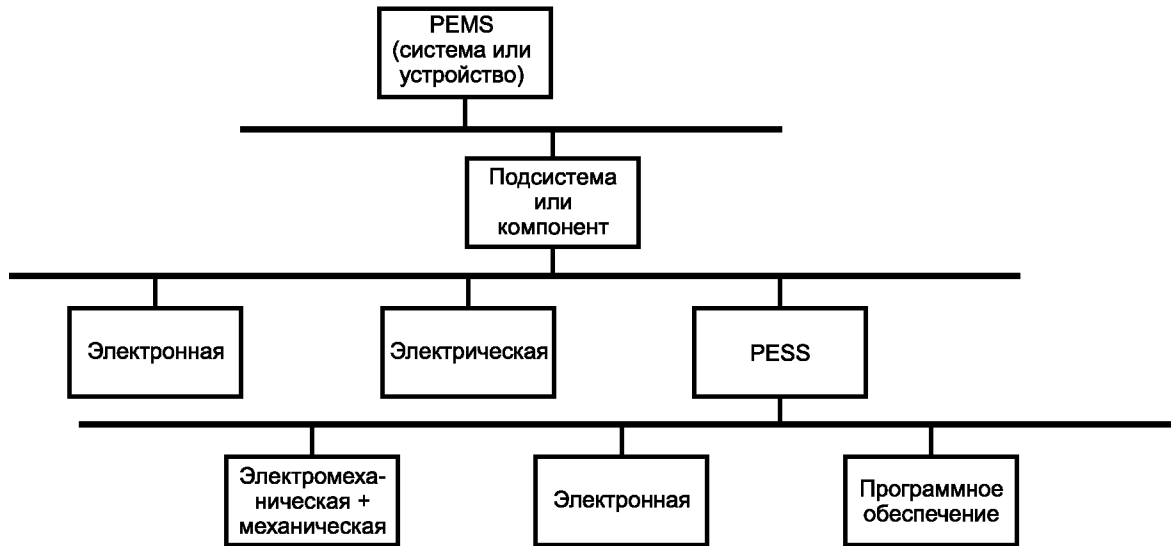 PEMS
(система или
устройство)
Подсистема
или
компонент
Электронная
Электрическая
PESS
Электромеха-
ническая +
механическая
Электронная
Программное
обеспечение